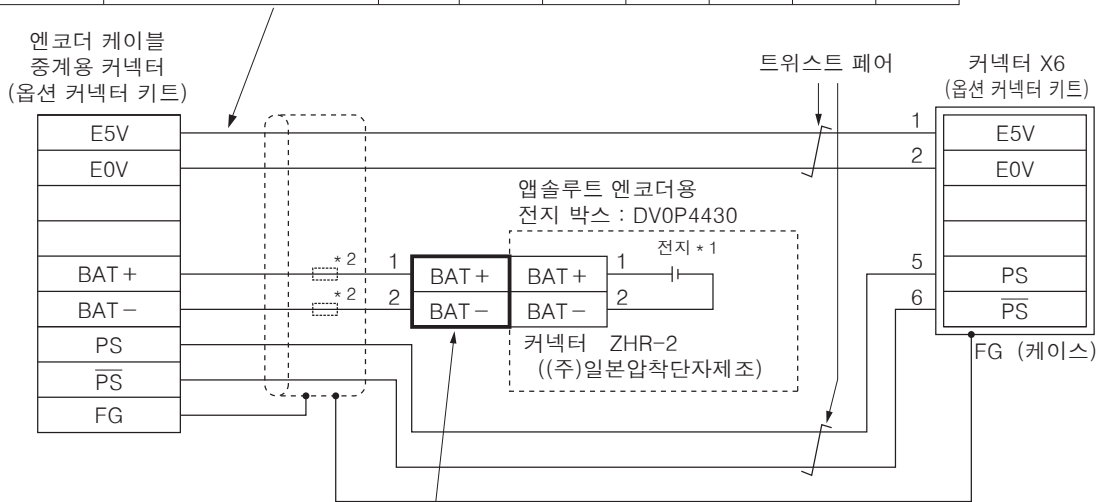 엔코더 케이블
중계용 커넥터
(옵션 커넥터 키트)
트위스트 페어
커넥터 X6
(옵션 커넥터 키트)
E5V
1
E5V
E0V
2
E0V
앱솔루트 엔코더용
전지 박스 : DV0P4430
전지 * 1
BAT+
* 2
1
BAT+
BAT+
1
5
PS
BAT−
* 2
2
BAT−
BAT−
2
6
P̅S̅
PS
커넥터 ZHR-2
FG (케이스)
((주)일본압착단자제조)
P̅S̅
FG